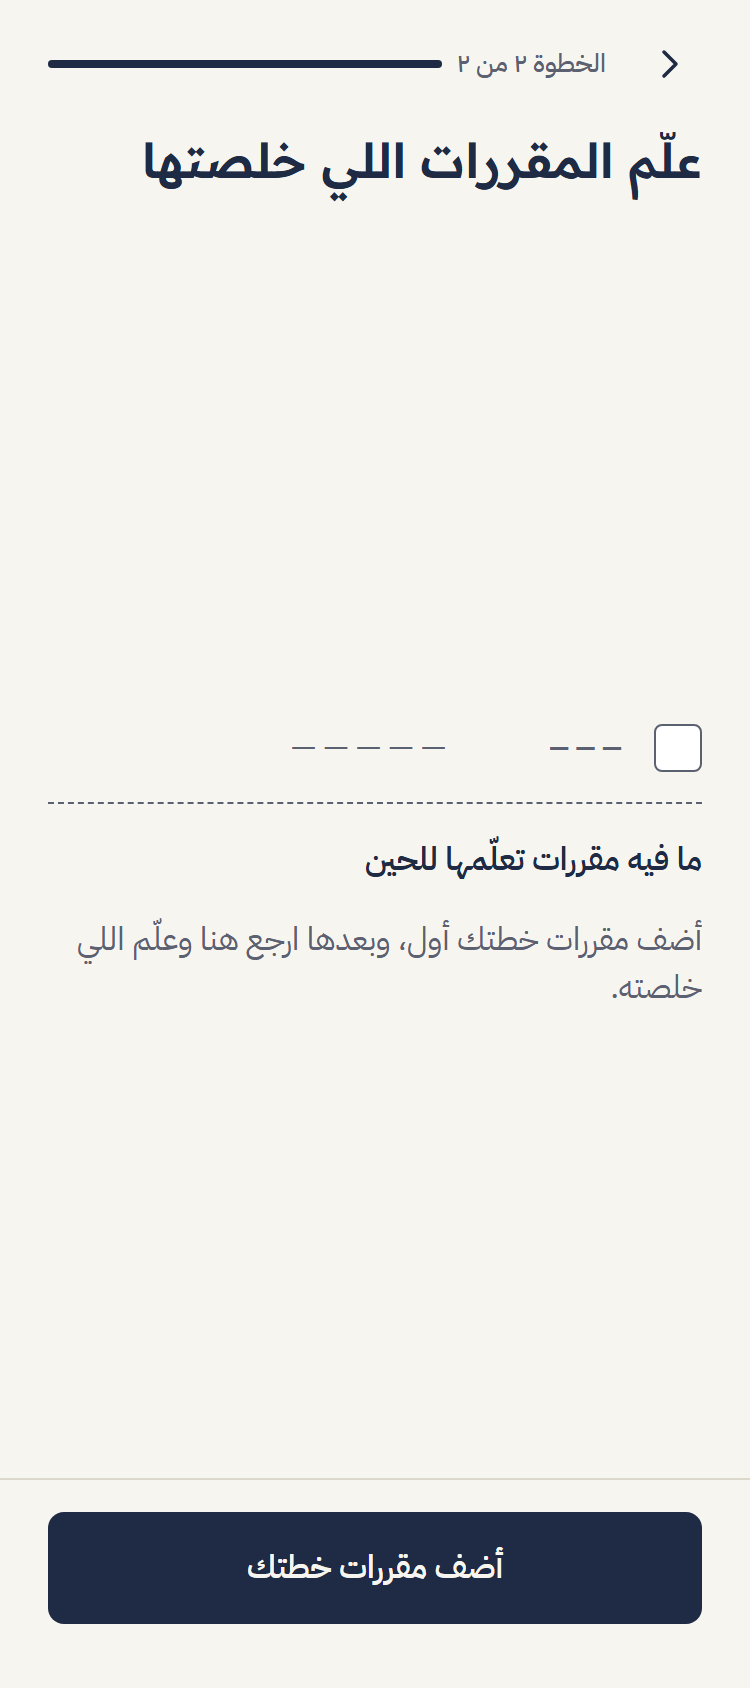 الخطوة ٢ من ٢
علّم المقررات اللي خلصتها
— — — — — — — —
ما فيه مقررات تعلّمها للحين
أضف مقررات خطتك أول، وبعدها ارجع هنا وعلّم اللي
خلصته.
أضف مقررات خطتك